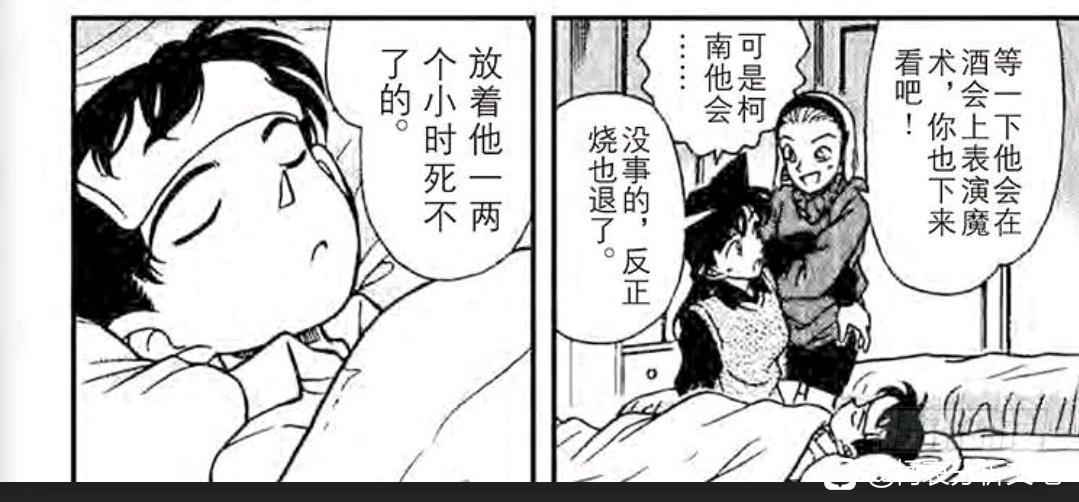 等一下他会在
酒会上表演魔
术，你也下来
看吧！
可是柯
南他会
……
没事的，反正
烧也退了。
放着他一两
个小时死不
了的。